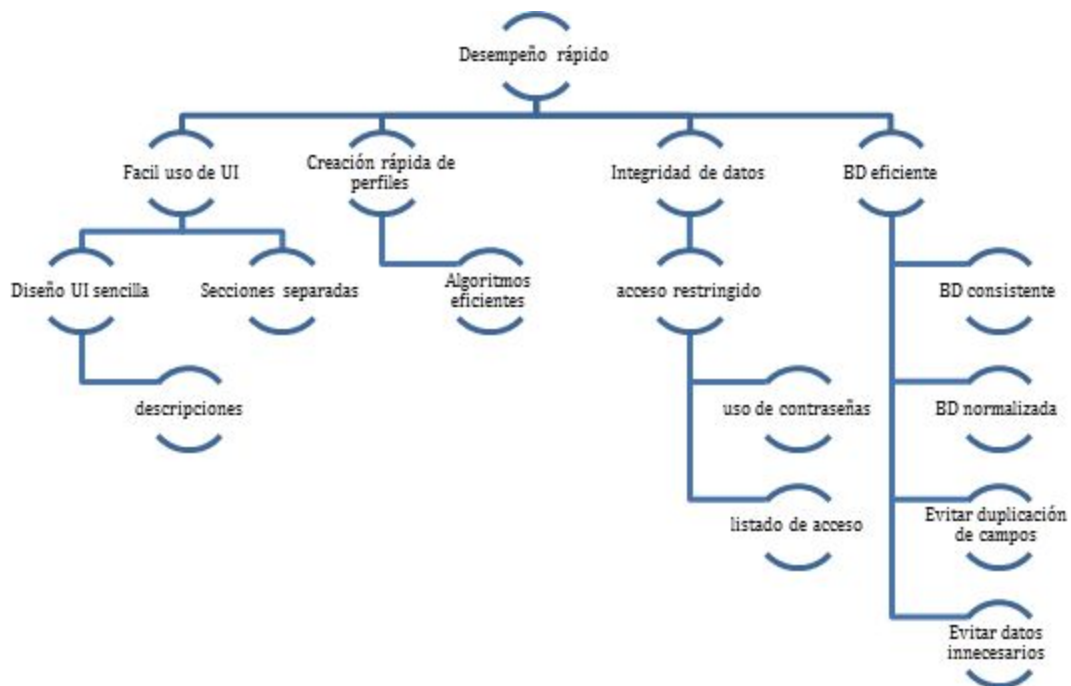 Desempeño rápido
Facil uso de UI
Creación rápida de
perfiles
Integridad de datos
BD eficiente
Diseño UI sencilla
Secciones separadas
Algoritmos
eficientes
acceso restringido
BD consistente
descripciones
uso de contraseñas
BD normalizada
listado de acceso
Evitar duplicación
de campos
Evitar datos
innecesarios